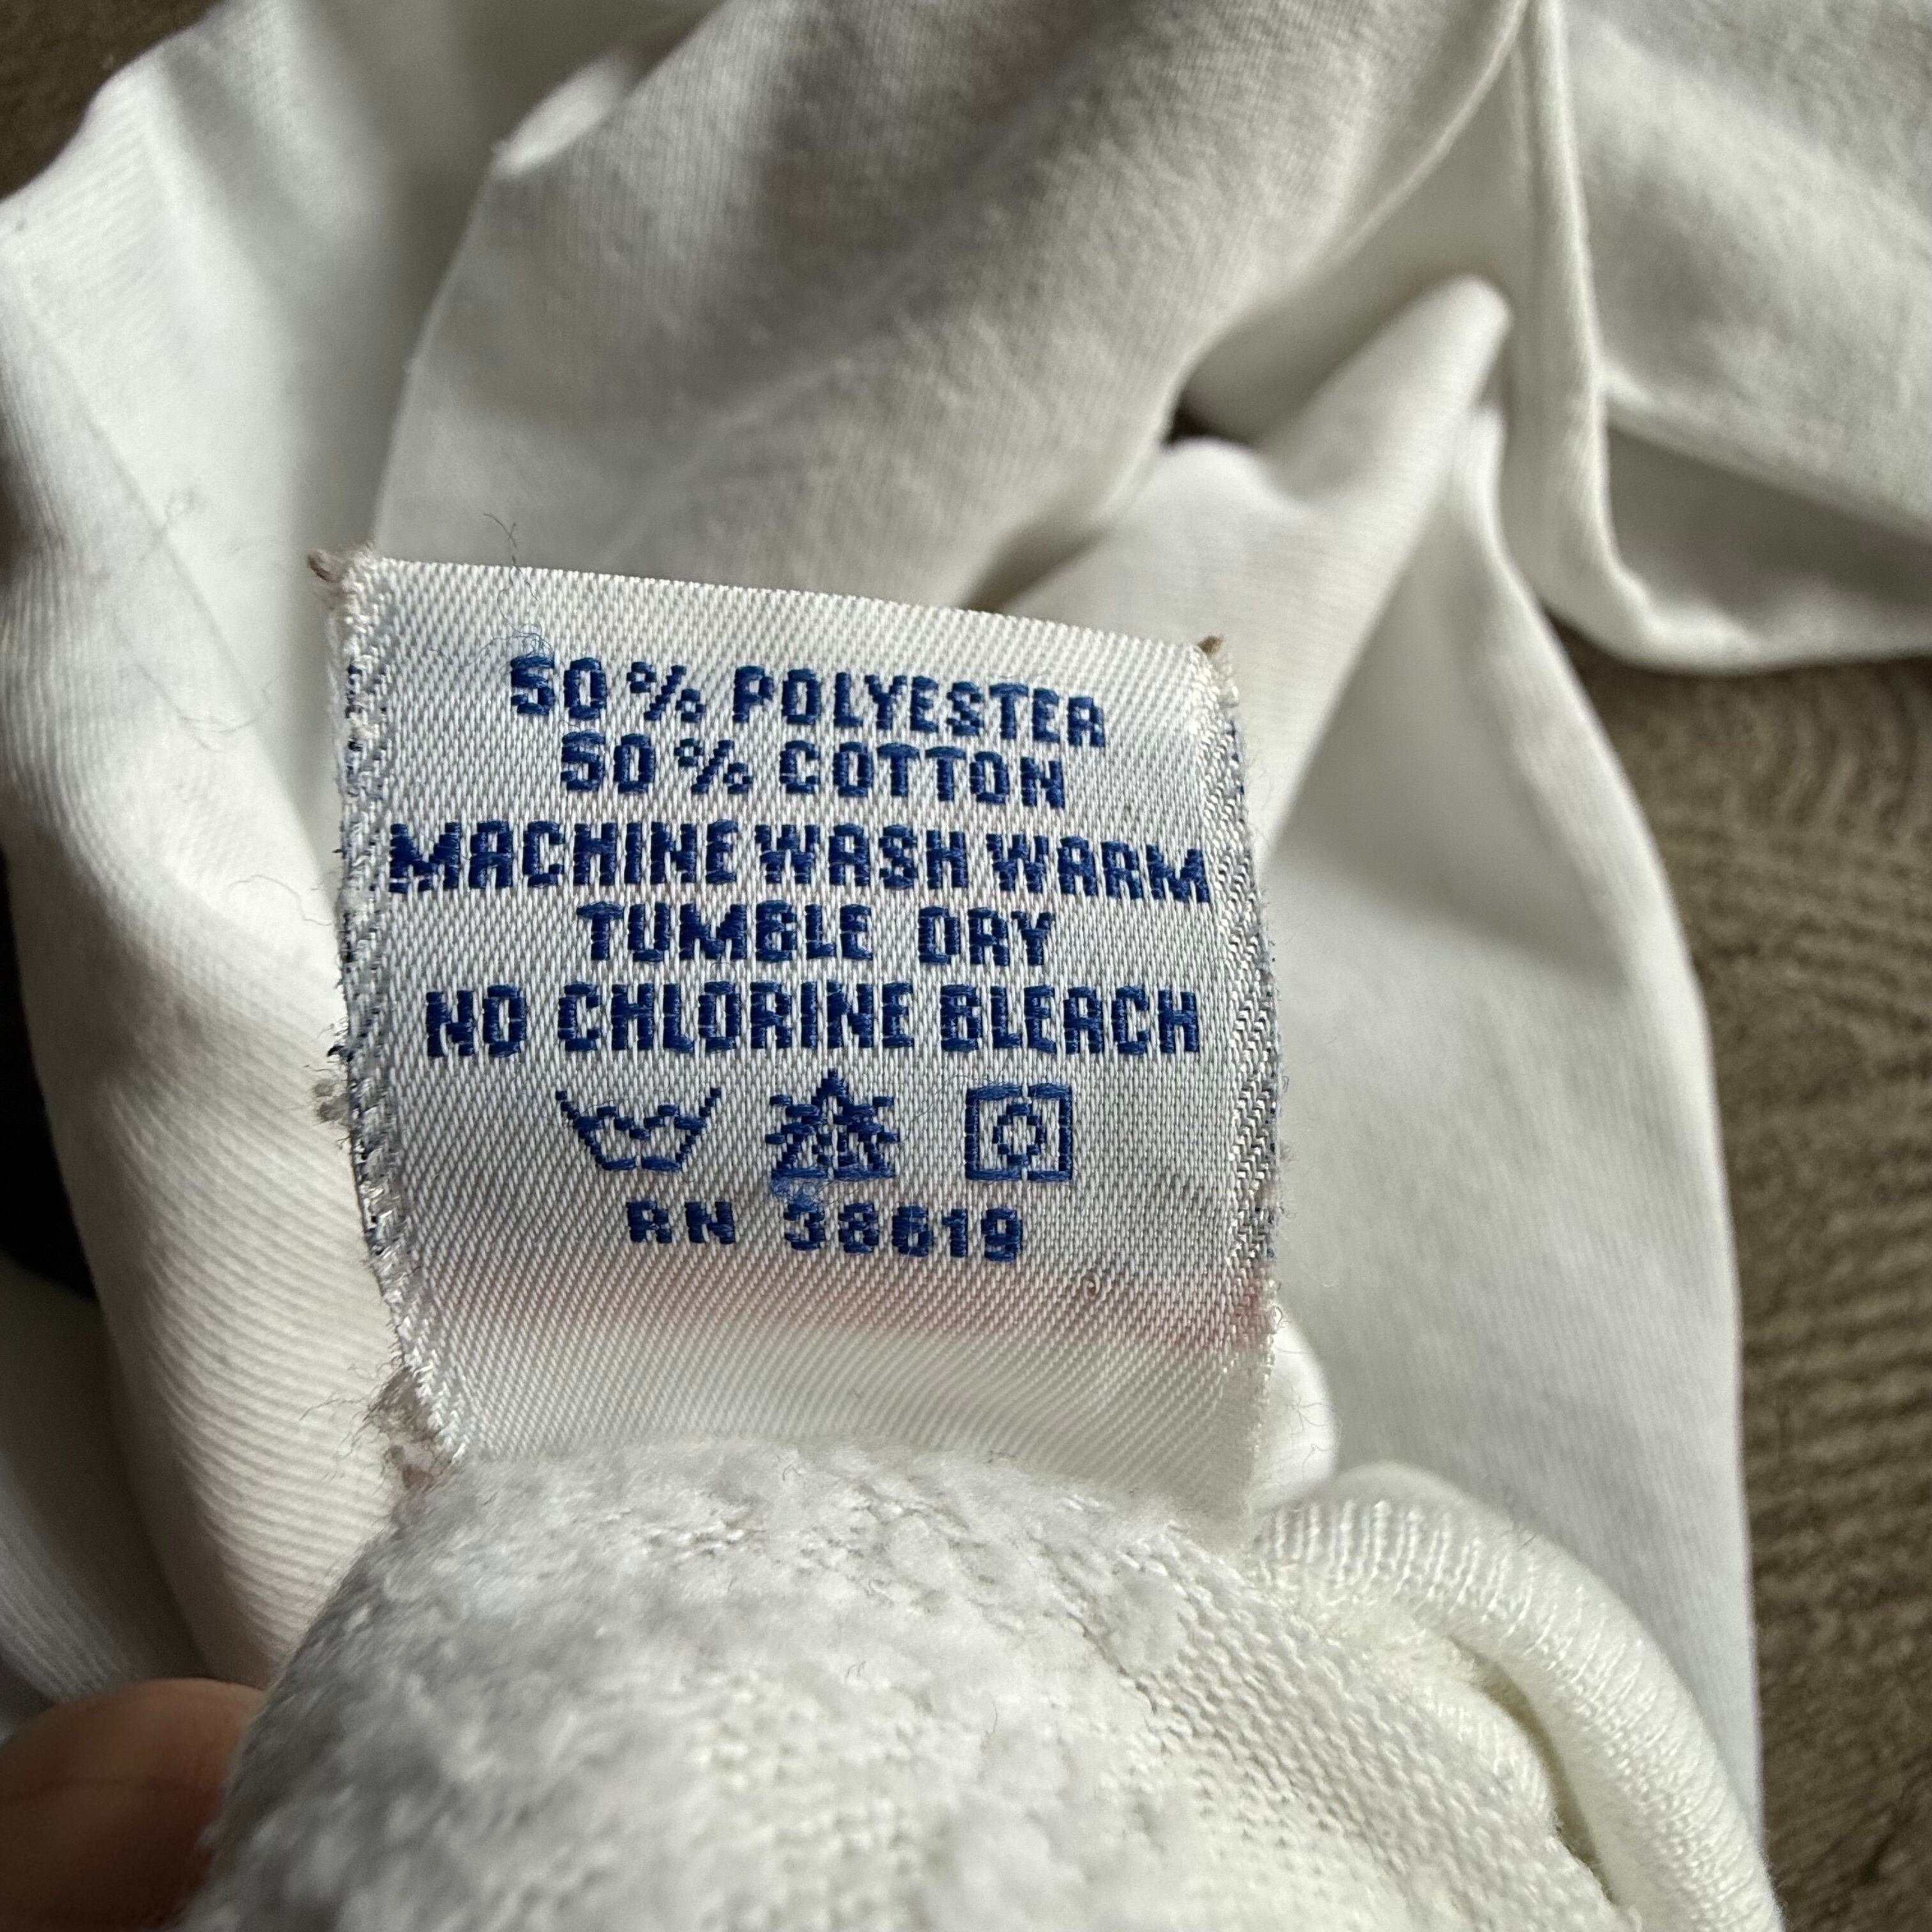 50% POLYESTER
50% COTTON
MACHINE WASH WARM
TUMBLE DRY
NO CHLORINE BLEACH
RN 38619